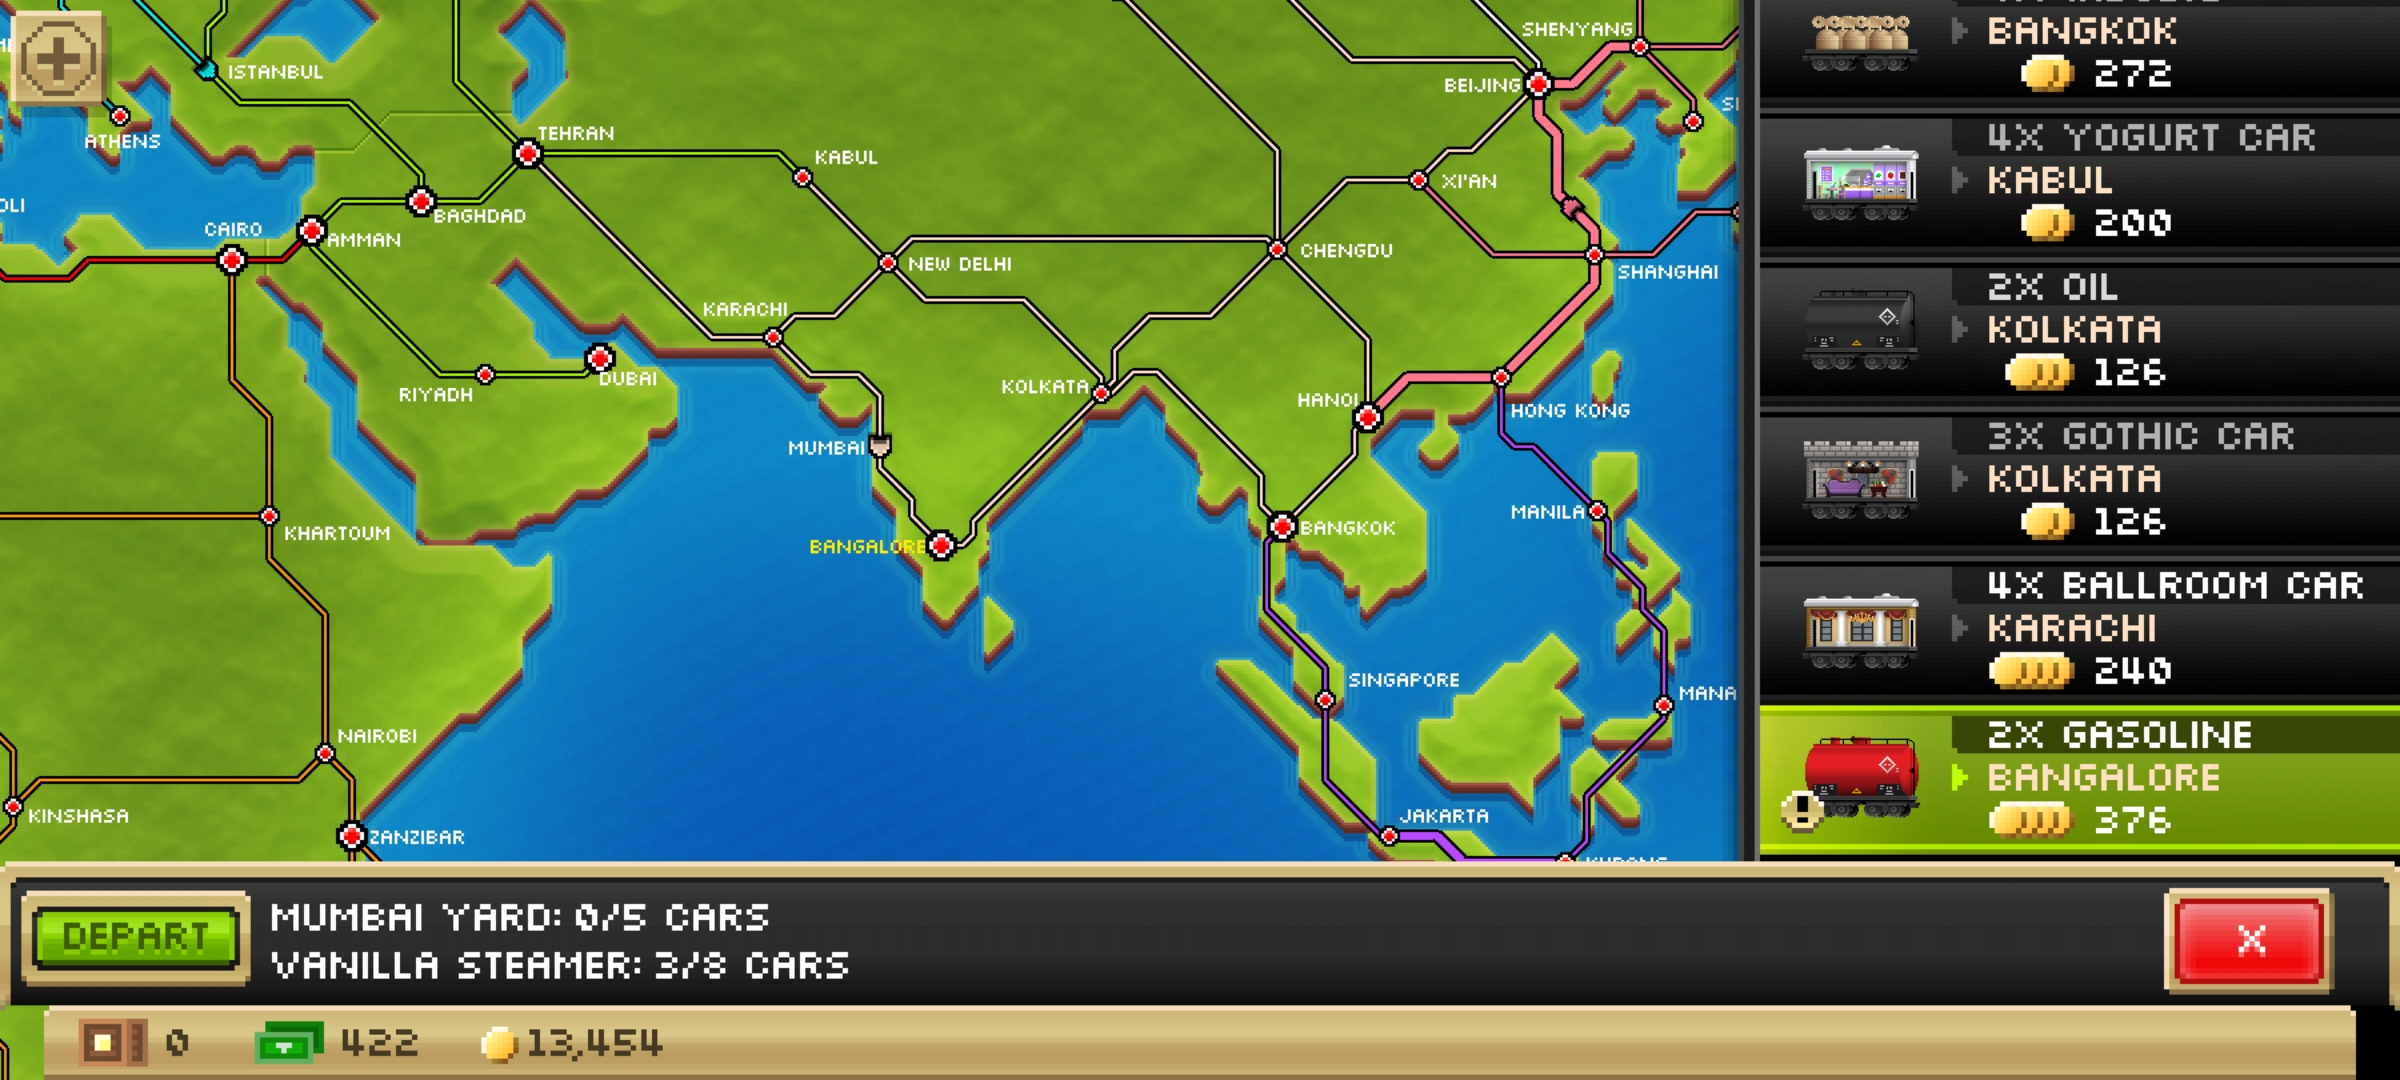 SHENYANG
BEIJING
ISTANBUL
ATHENS
TEHRAN
KABUL
XI'AN
BAGHDAD
CAIRO
AMMAN
NEW DELHI
CHENGDU
SHANGHAI
KARACHI
RIYADH
DUBAI
KOLKATA
HANOI
HONG KONG
MUMBAI
MANILA
KHARTOUM
BANGALORE
BANGKOK
SINGAPORE
MANA
NAIROBI
KINSHASA
ZANZIBAR
JAKARTA
BANGKOK
272
4X YOGURT CAR
KABUL
200
2X OIL
KOLKATA
126
3X GOTHIC CAR
KOLKATA
126
4X BALLROOM CAR
KARACHI
240
2X GASOLINE
BANGALORE
376
DEPART
MUMBAI YARD: 0/5 CARS
VANILLA STEAMER: 3/8 CARS
X
0 422 13,454